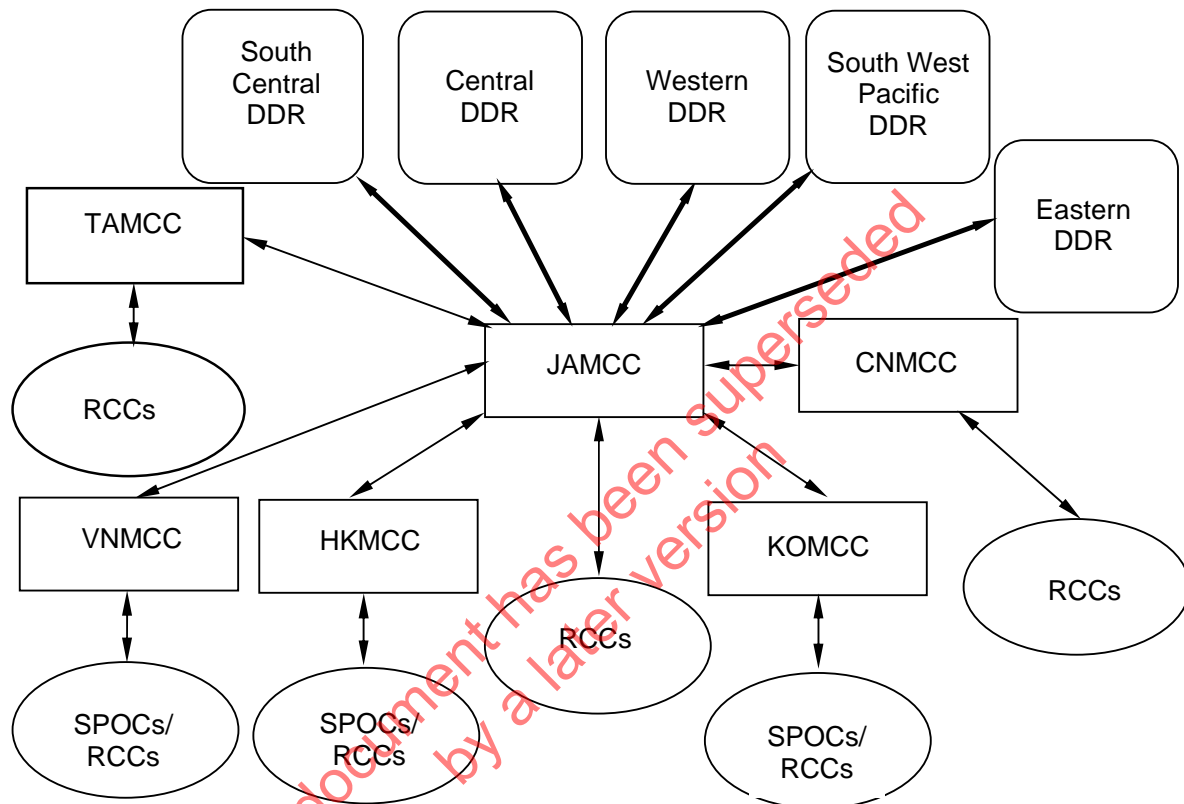 South
Central
DDR
Central
DDR
Western
DDR
South West
Pacific
DDR
Eastern
DDR
TAMCC
RCCs
JAMCC
CNMCC
VNMCC
HKMCC
KOMCC
RCCs
RCCs
SPOCs/
RCCs
SPOCs/
RCCs
SPOCs/
RCCs
document has been superseded
by a later version